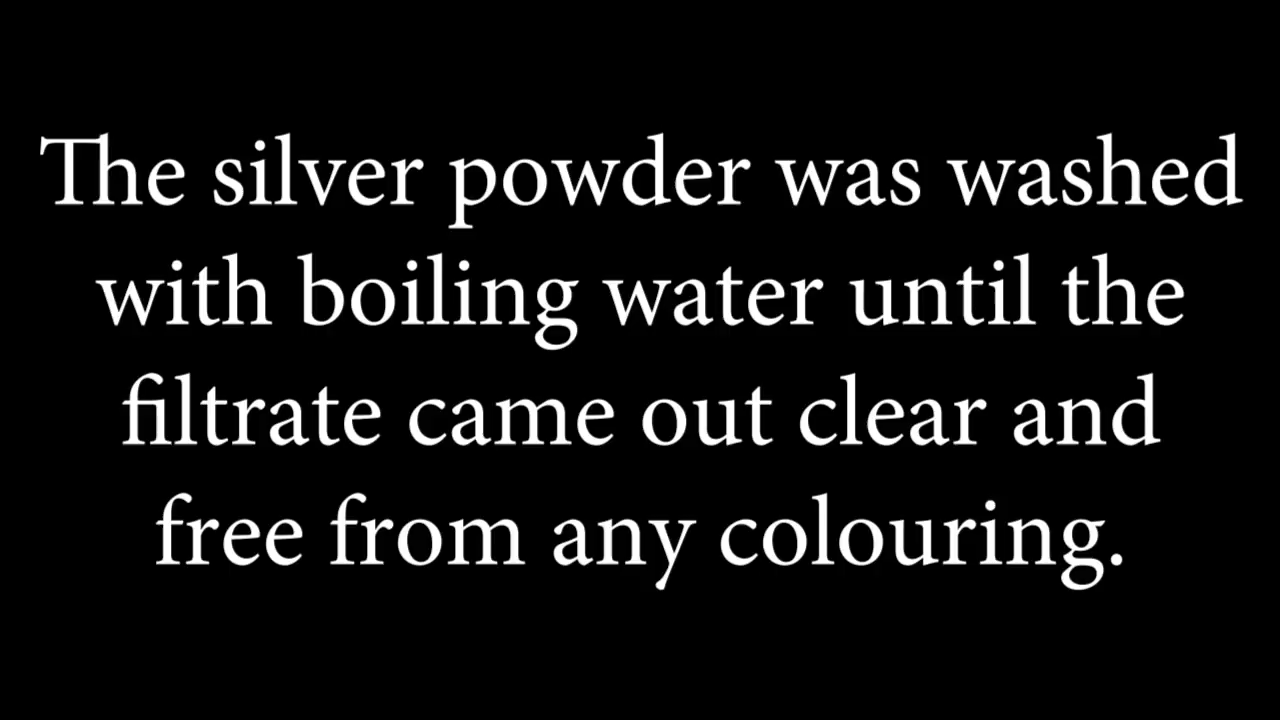 The silver powder was washed
with boiling water until the
filtrate came out clear and
free from any colouring.